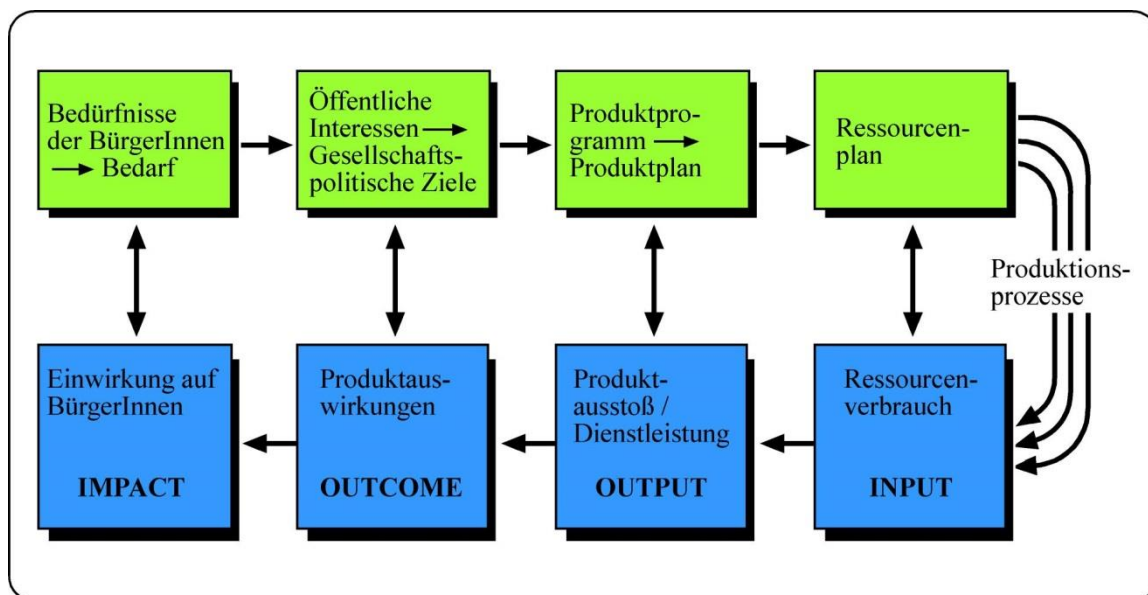 Bedürfnisse
der BürgerInnen
→ Bedarf
Öffentliche
Interessen →
Gesellschafts-
politische Ziele
Produktpro-
gramm →
Produktplan
Ressourcen-
plan
Produktions-
prozesse
Einwirkung auf
BürgerInnen
IMPACT
Produktaus-
wirkungen
OUTCOME
Produkt-
ausstoß /
Dienstleistung
OUTPUT
Ressourcen-
verbrauch
INPUT